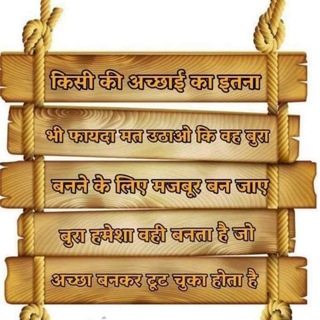 किसी की अच्छाई का इतना
भी फायदा मत उठाओ कि वह बुरा
बनने के लिए मजबूर बन जाए
बुरा हमेशा वही बनता है जो
अच्छा बनकर टूट चुका होता है